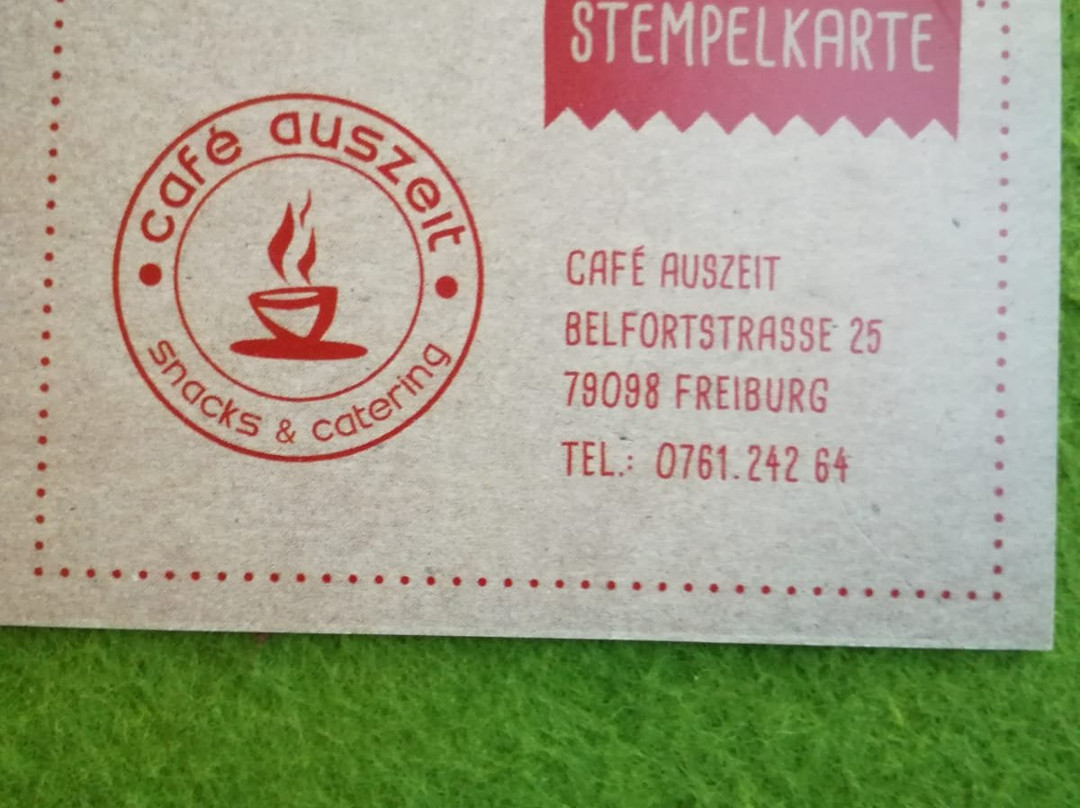 STEMPELKARTE
café auszeit
snacks & catering
CAFÉ AUSZEIT
BELFORTSTRASSE 25
79098 FREIBURG
TEL.: 0761.242 64